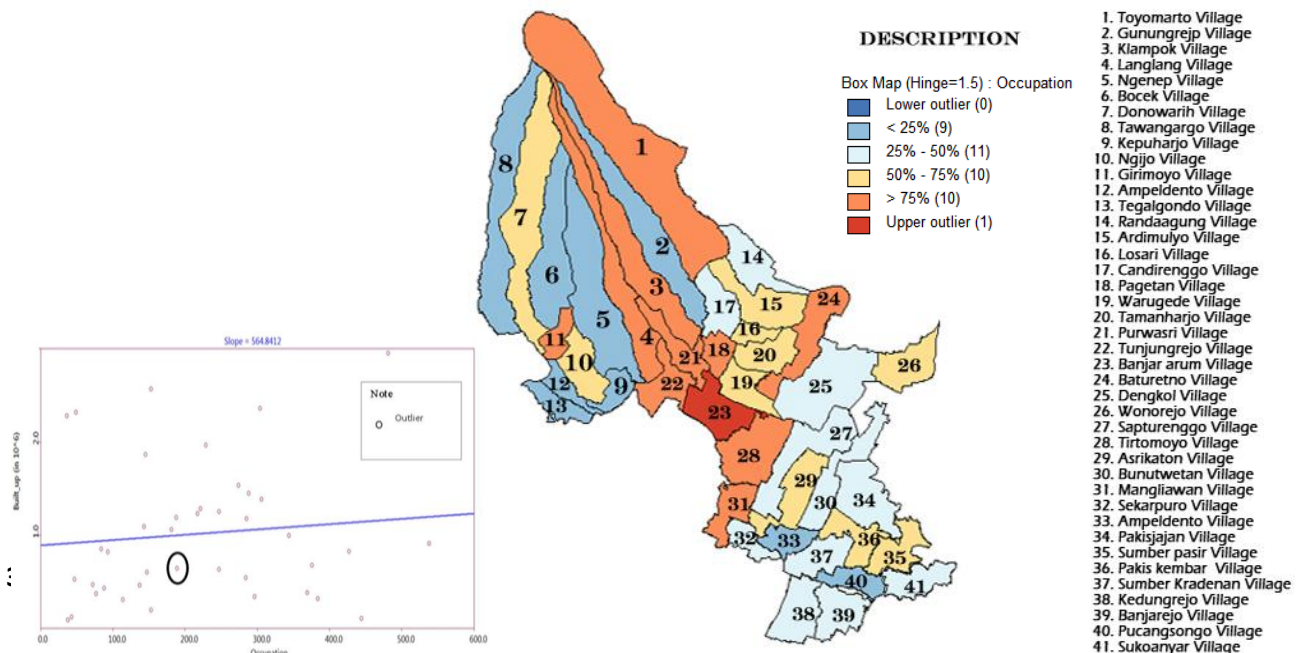 DESCRIPTION
Box Map (Hinge=1.5) : Occupation
Lower outlier (0)
< 25% (9)
25% - 50% (11)
50% - 75% (10)
> 75% (10)
Upper outlier (1)
1. Toyomarto Village
2. Gunungrejp Village
3. Klampok Village
4. Langlang Village
5. Ngenep Village
6. Bocek Village
7. Donowarih Village
8. Tawangargo Village
9. Kepuharjo Village
10. Ngijo Village
11. Girimoyo Village
12. Ampeldento Village
13. Tegalgondo Village
14. Randaagung Village
15. Ardimulyo Village
16. Losari Village
17. Candirenggo Village
18. Pagetan Village
19. Warugede Village
20. Tamanharjo Village
21. Purwasri Village
22. Tunjungrejo Village
23. Banjar arum Village
24. Baturetno Village
25. Dengkol Village
26. Wonorejo Village
27. Sapturenggo Village
28. Tirtomoyo Village
29. Asrikaton Village
30. Bunutwetan Village
31. Mangliawan Village
32. Sekarpuro Village
33. Ampeldento Village
34. Pakisjajan Village
35. Sumber pasir Village
36. Pakis kembar Village
37. Sumber Kradenan Village
38. Kedungrejo Village
39. Banjarejo Village
40. Pucangsongo Village
41. Sukoanyar Village
1
8
2
7
14
6
3
24
17
15
5
16
4
11
18
21
20
26
10
25
12
9
22
19
13
23
27
28
29
30
34
31
32
33
36
35
37
40
41
38
39
Slope = 564.8412
Note
Outlier
Built_up (in 10^6)
2.0
1.0
0.0
100.0
200.0
300.0
400.0
500.0
600.0
Occupation